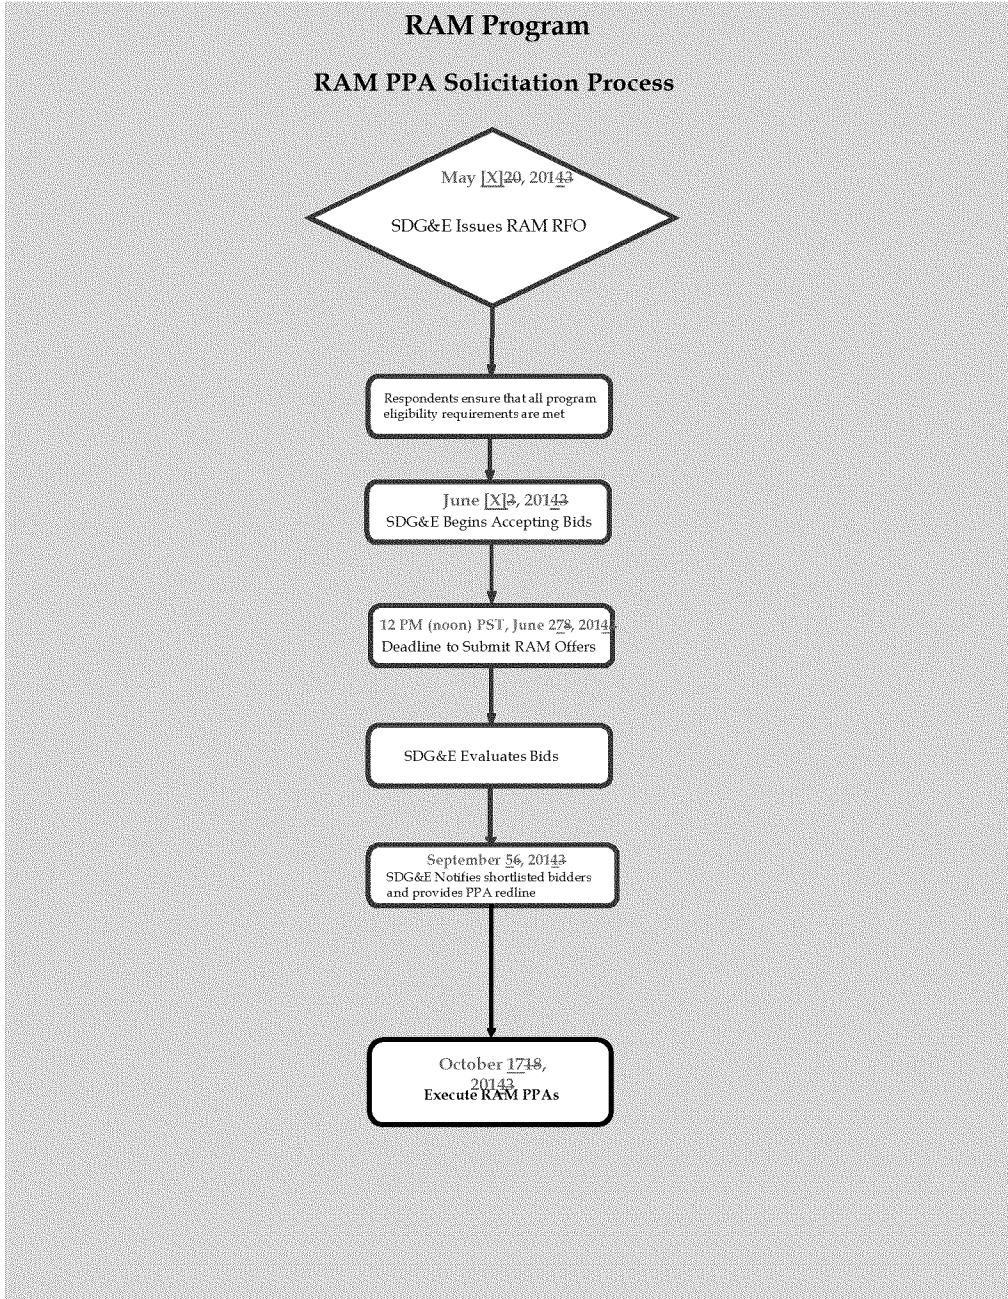 RAM Program
RAM PPA Solicitation Process
May [X]20, 20143
SDG&E Issues RAM RFO
Respondents ensure that all program
eligibility requirements are met
June [X]3, 20143
SDG&E Begins Accepting Bids
12 PM (noon) PST, June 278, 2014
Deadline to Submit RAM Offers
SDG&E Evaluates Bids
September 56, 20143
SDG&E Notifies shortlisted bidders
and provides PPA redline
October 1718,
20143
Execute RAM PPAs